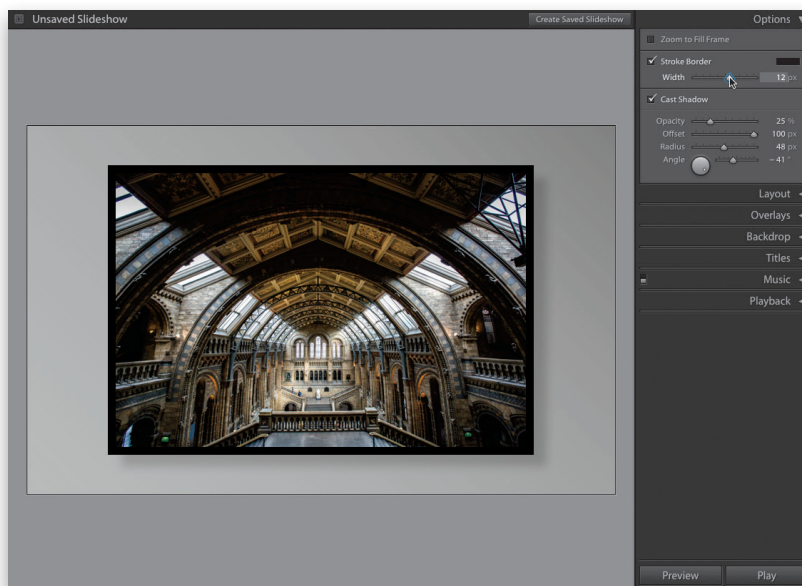 Unsaved Slideshow
Create Saved Slideshow
Options
Zoom to Fill Frame
Stroke Border
Width 12 px
Cast Shadow
Opacity 25 %
Offset 100 px
Radius 48 px
Angle – 41 °
Layout
Overlays
Backdrop
Titles
Music
Playback
Preview Play